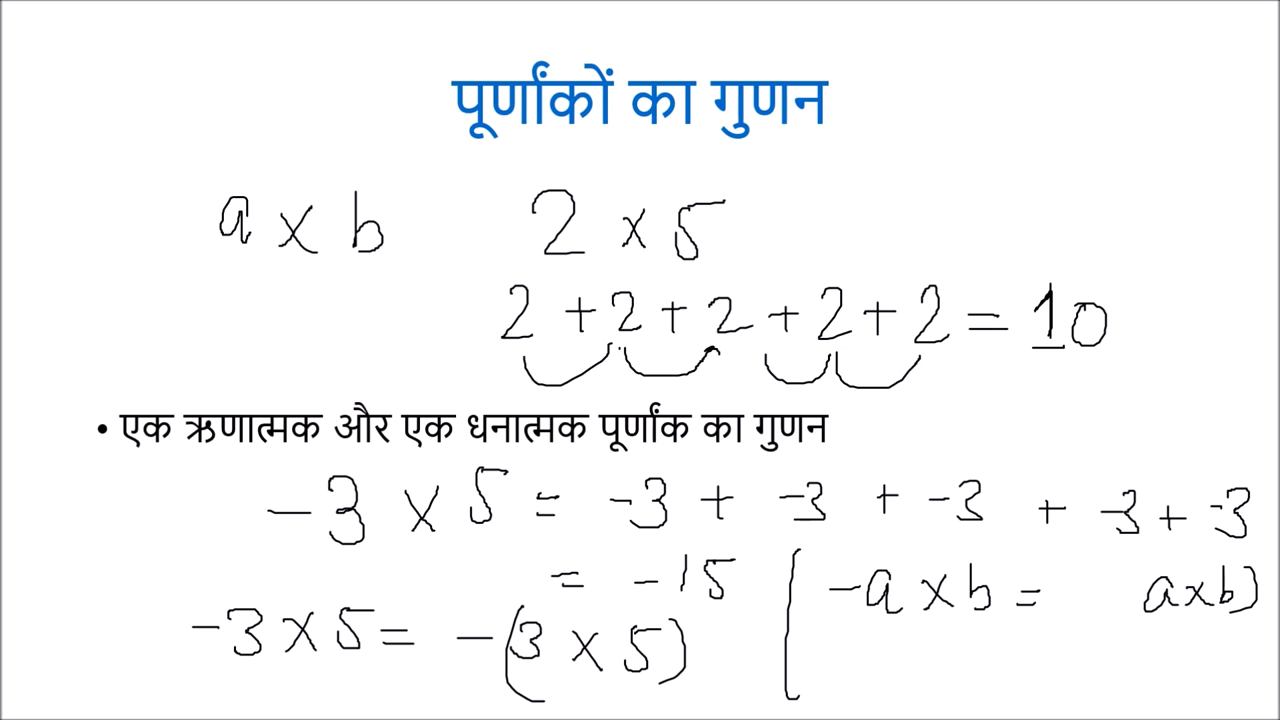 पूर्णांकों का गुणन
a × b 2 × 5
2 + 2 + 2 + 2 + 2 = 10
• एक ऋणात्मक और एक धनात्मक पूर्णांक का गुणन
-3 × 5 = -3 + -3 + -3 + -3 + -3
= -15 [ -a × b = a×b)
-3 × 5 = -(3 × 5)